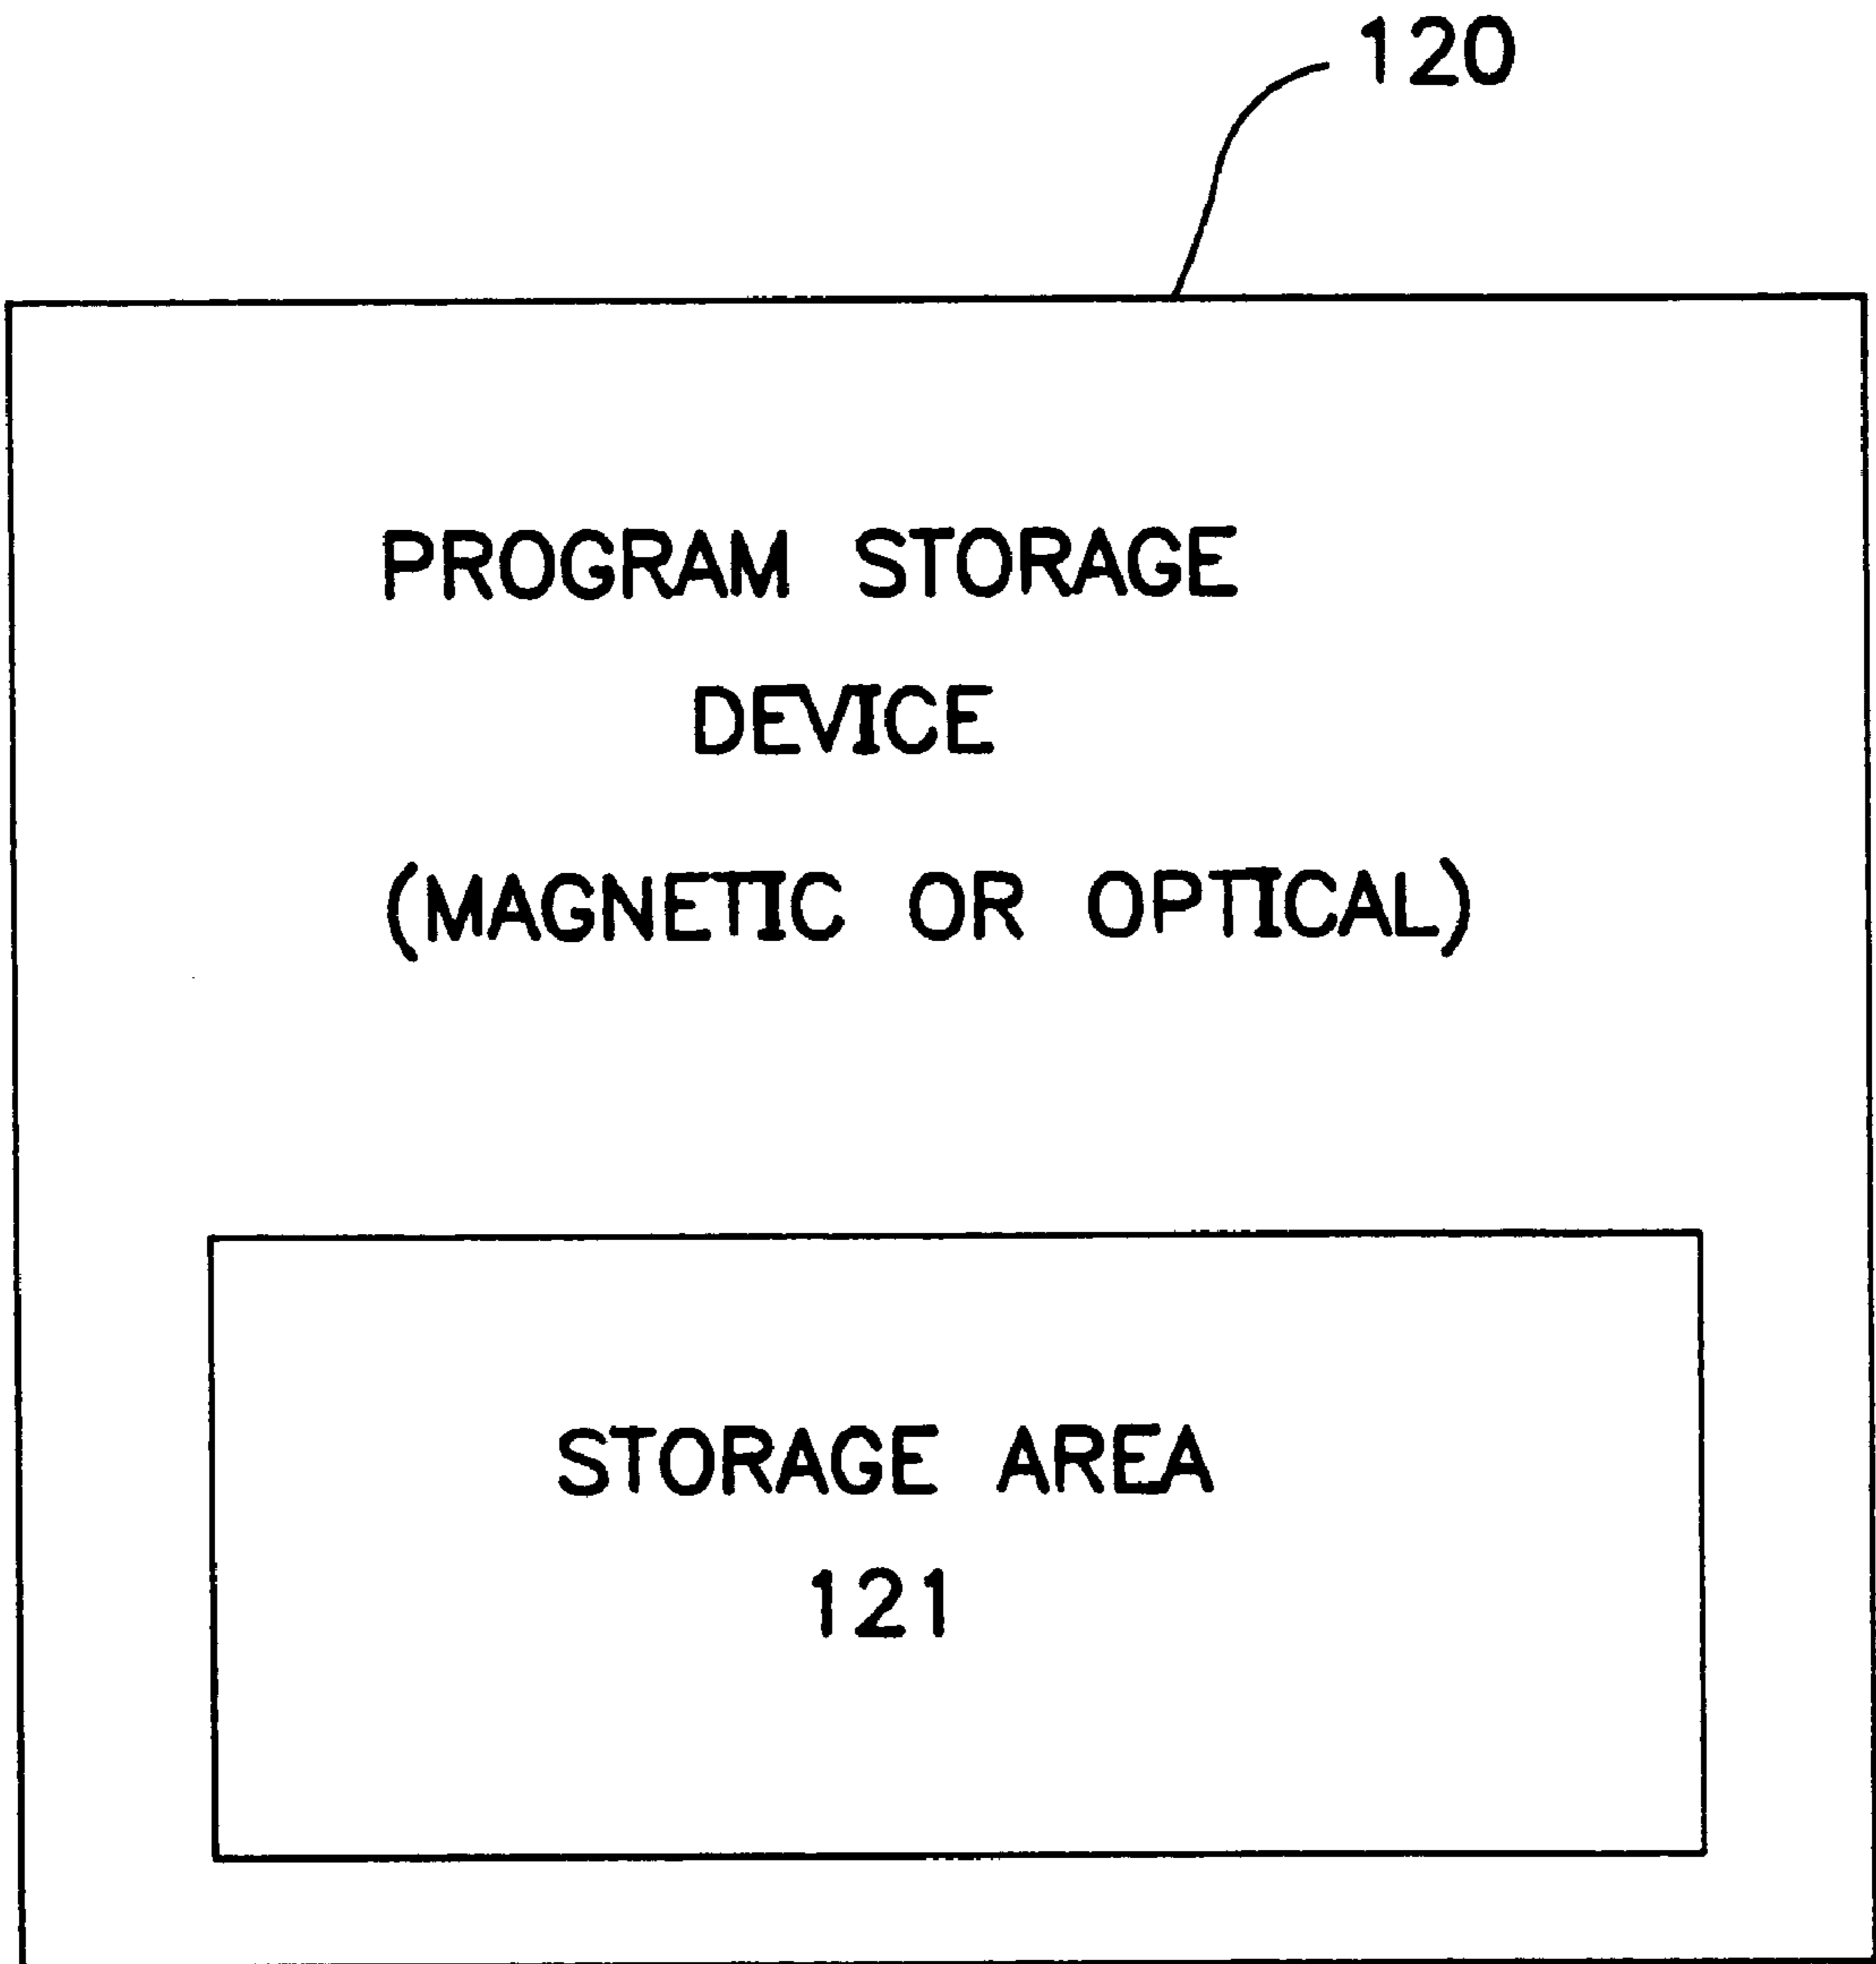 120
PROGRAM STORAGE
DEVICE
(MAGNETIC OR OPTICAL)
STORAGE AREA
121